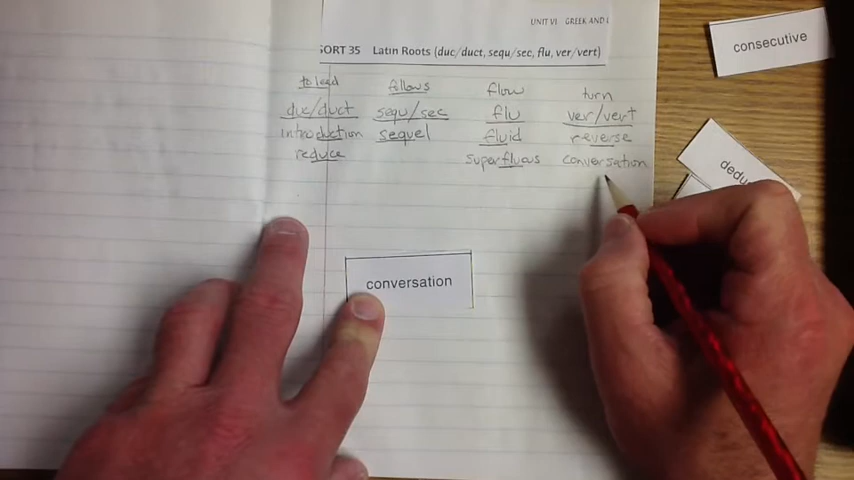 UNIT VI GREEK AND
SORT 35 Latin Roots (duc/duct, sequ/sec, flu, ver/vert)
to lead follows flow turn
duc/duct sequ/sec flu ver/vert
introduction sequel fluid reverse
reduce superfluous conversation
conversation
consecutive
dedu